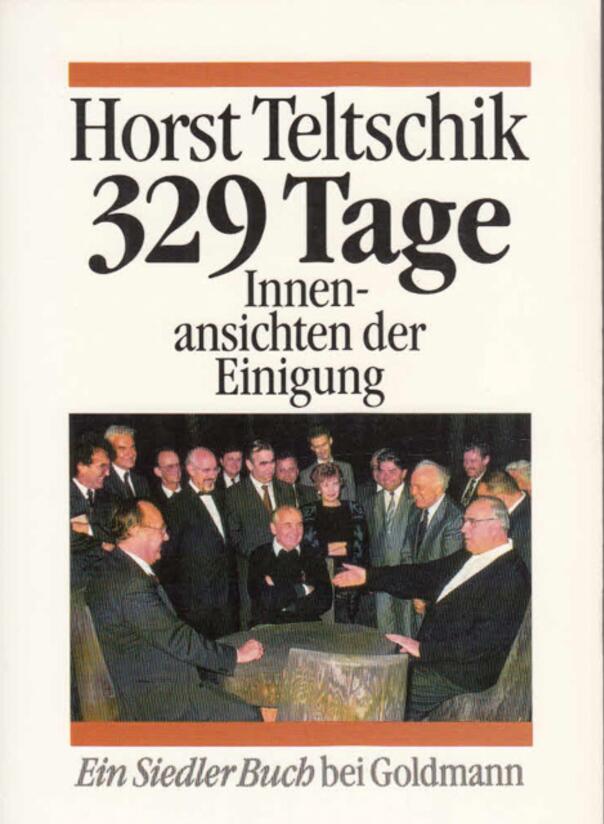 Horst Teltschik
329 Tage
Innen-
ansichten der
Einigung
Ein Siedler Buch bei Goldmann